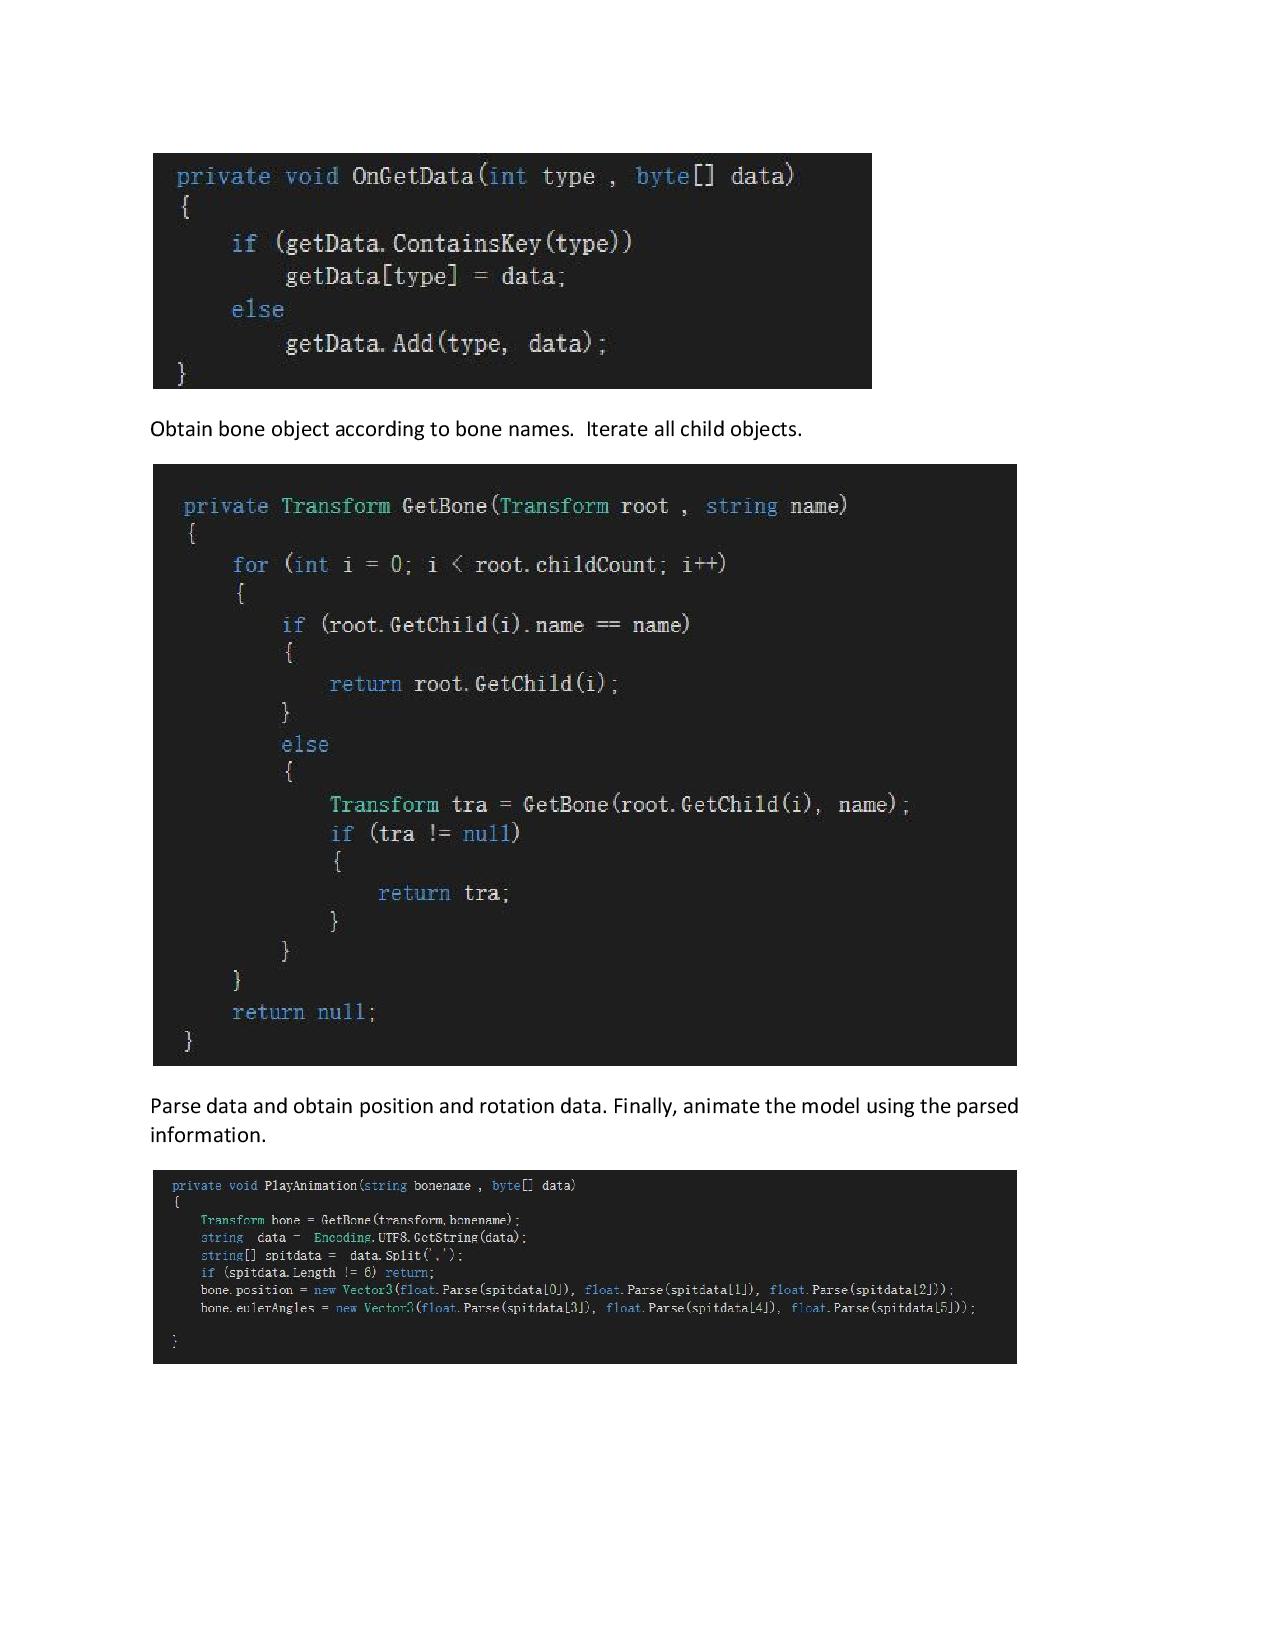 private void OnGetData(int type , byte[] data)
{
if (getData.ContainsKey(type))
getData[type] = data;
else
getData.Add(type, data);
}
Obtain bone object according to bone names.  Iterate all child objects.
private Transform GetBone(Transform root , string name)
{
for (int i = 0; i < root.childCount; i++)
{
if (root.GetChild(i).name == name)
{
return root.GetChild(i);
}
else
{
Transform tra = GetBone(root.GetChild(i), name);
if (tra != null)
{
return tra;
}
}
}
return null;
}
Parse data and obtain position and rotation data. Finally, animate the model using the parsed
information.
private void PlayAnimation(string bonename , byte[] data)
{
Transform bone = GetBone(transform,bonename);
string  data =  Encoding.UTF8.GetString(data);
string[] spitdata =  data.Split(',');
if (spitdata.Length != 6) return;
bone.position = new Vector3(float.Parse(spitdata[0]), float.Parse(spitdata[1]), float.Parse(spitdata[2]));
bone.eulerAngles = new Vector3(float.Parse(spitdata[3]), float.Parse(spitdata[4]), float.Parse(spitdata[5]));
}